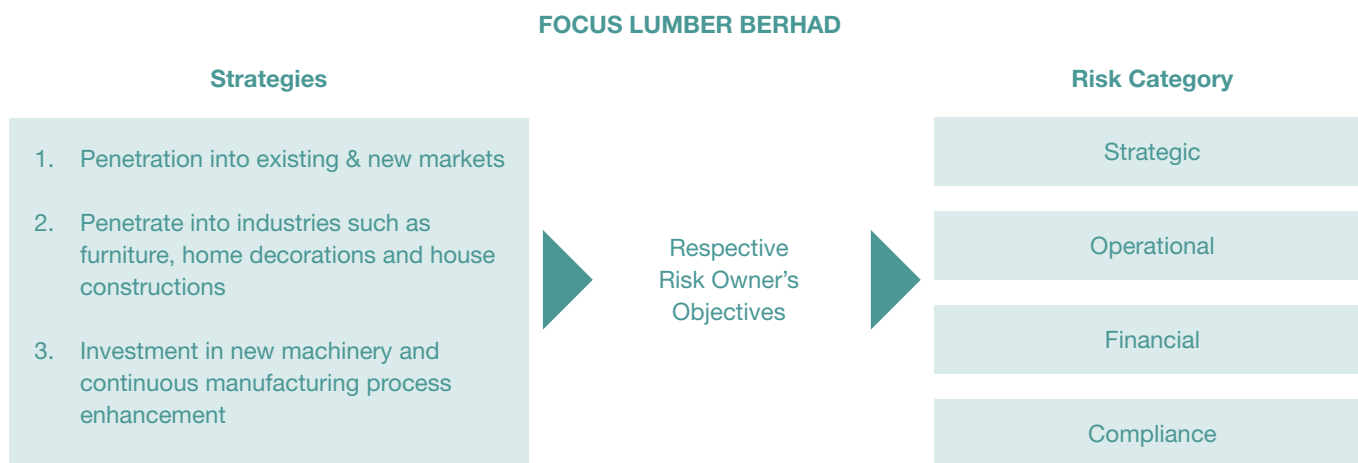 FOCUS LUMBER BERHAD
Strategies
1. Penetration into existing & new markets
2. Penetrate into industries such as
furniture, home decorations and house
constructions
3. Investment in new machinery and
continuous manufacturing process
enhancement
Respective
Risk Owner's
Objectives
Risk Category
Strategic
Operational
Financial
Compliance